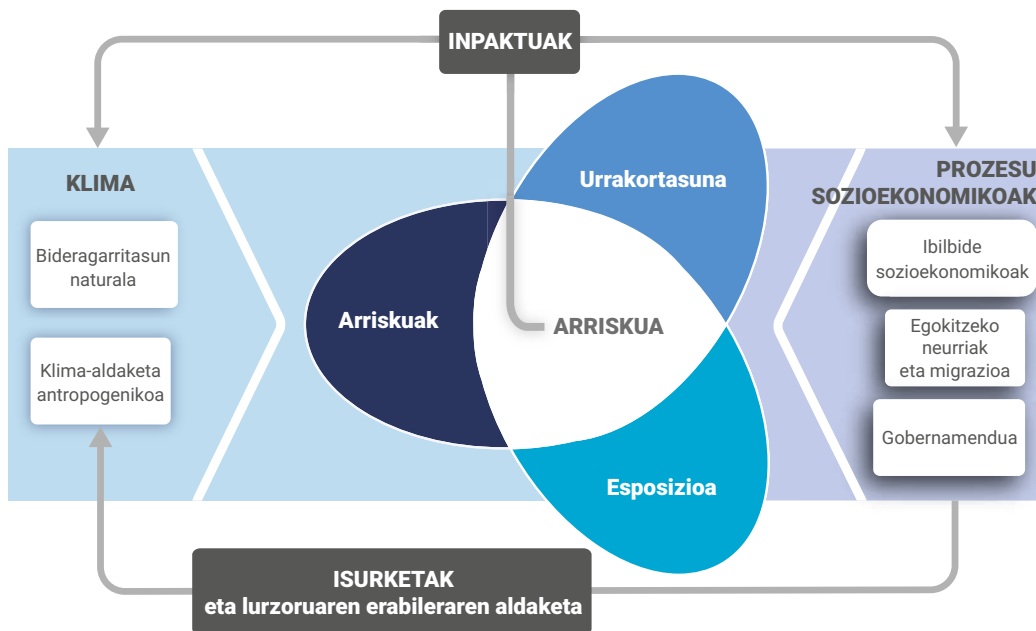 INPAKTUAK
KLIMA
Bideragarritasun
naturala
Klima-aldaketa
antropogenikoa
Urrakortasuna
Arriskuak
ARRISKUA
Esposizioa
PROZESU
SOZIOEKONOMIKOAK
Ibilbide
sozioekonomikoak
Egokitzeko
neurriak
eta migrazioa
Gobernamendua
ISURKETAK
eta lurzoruaren erabileraren aldaketa